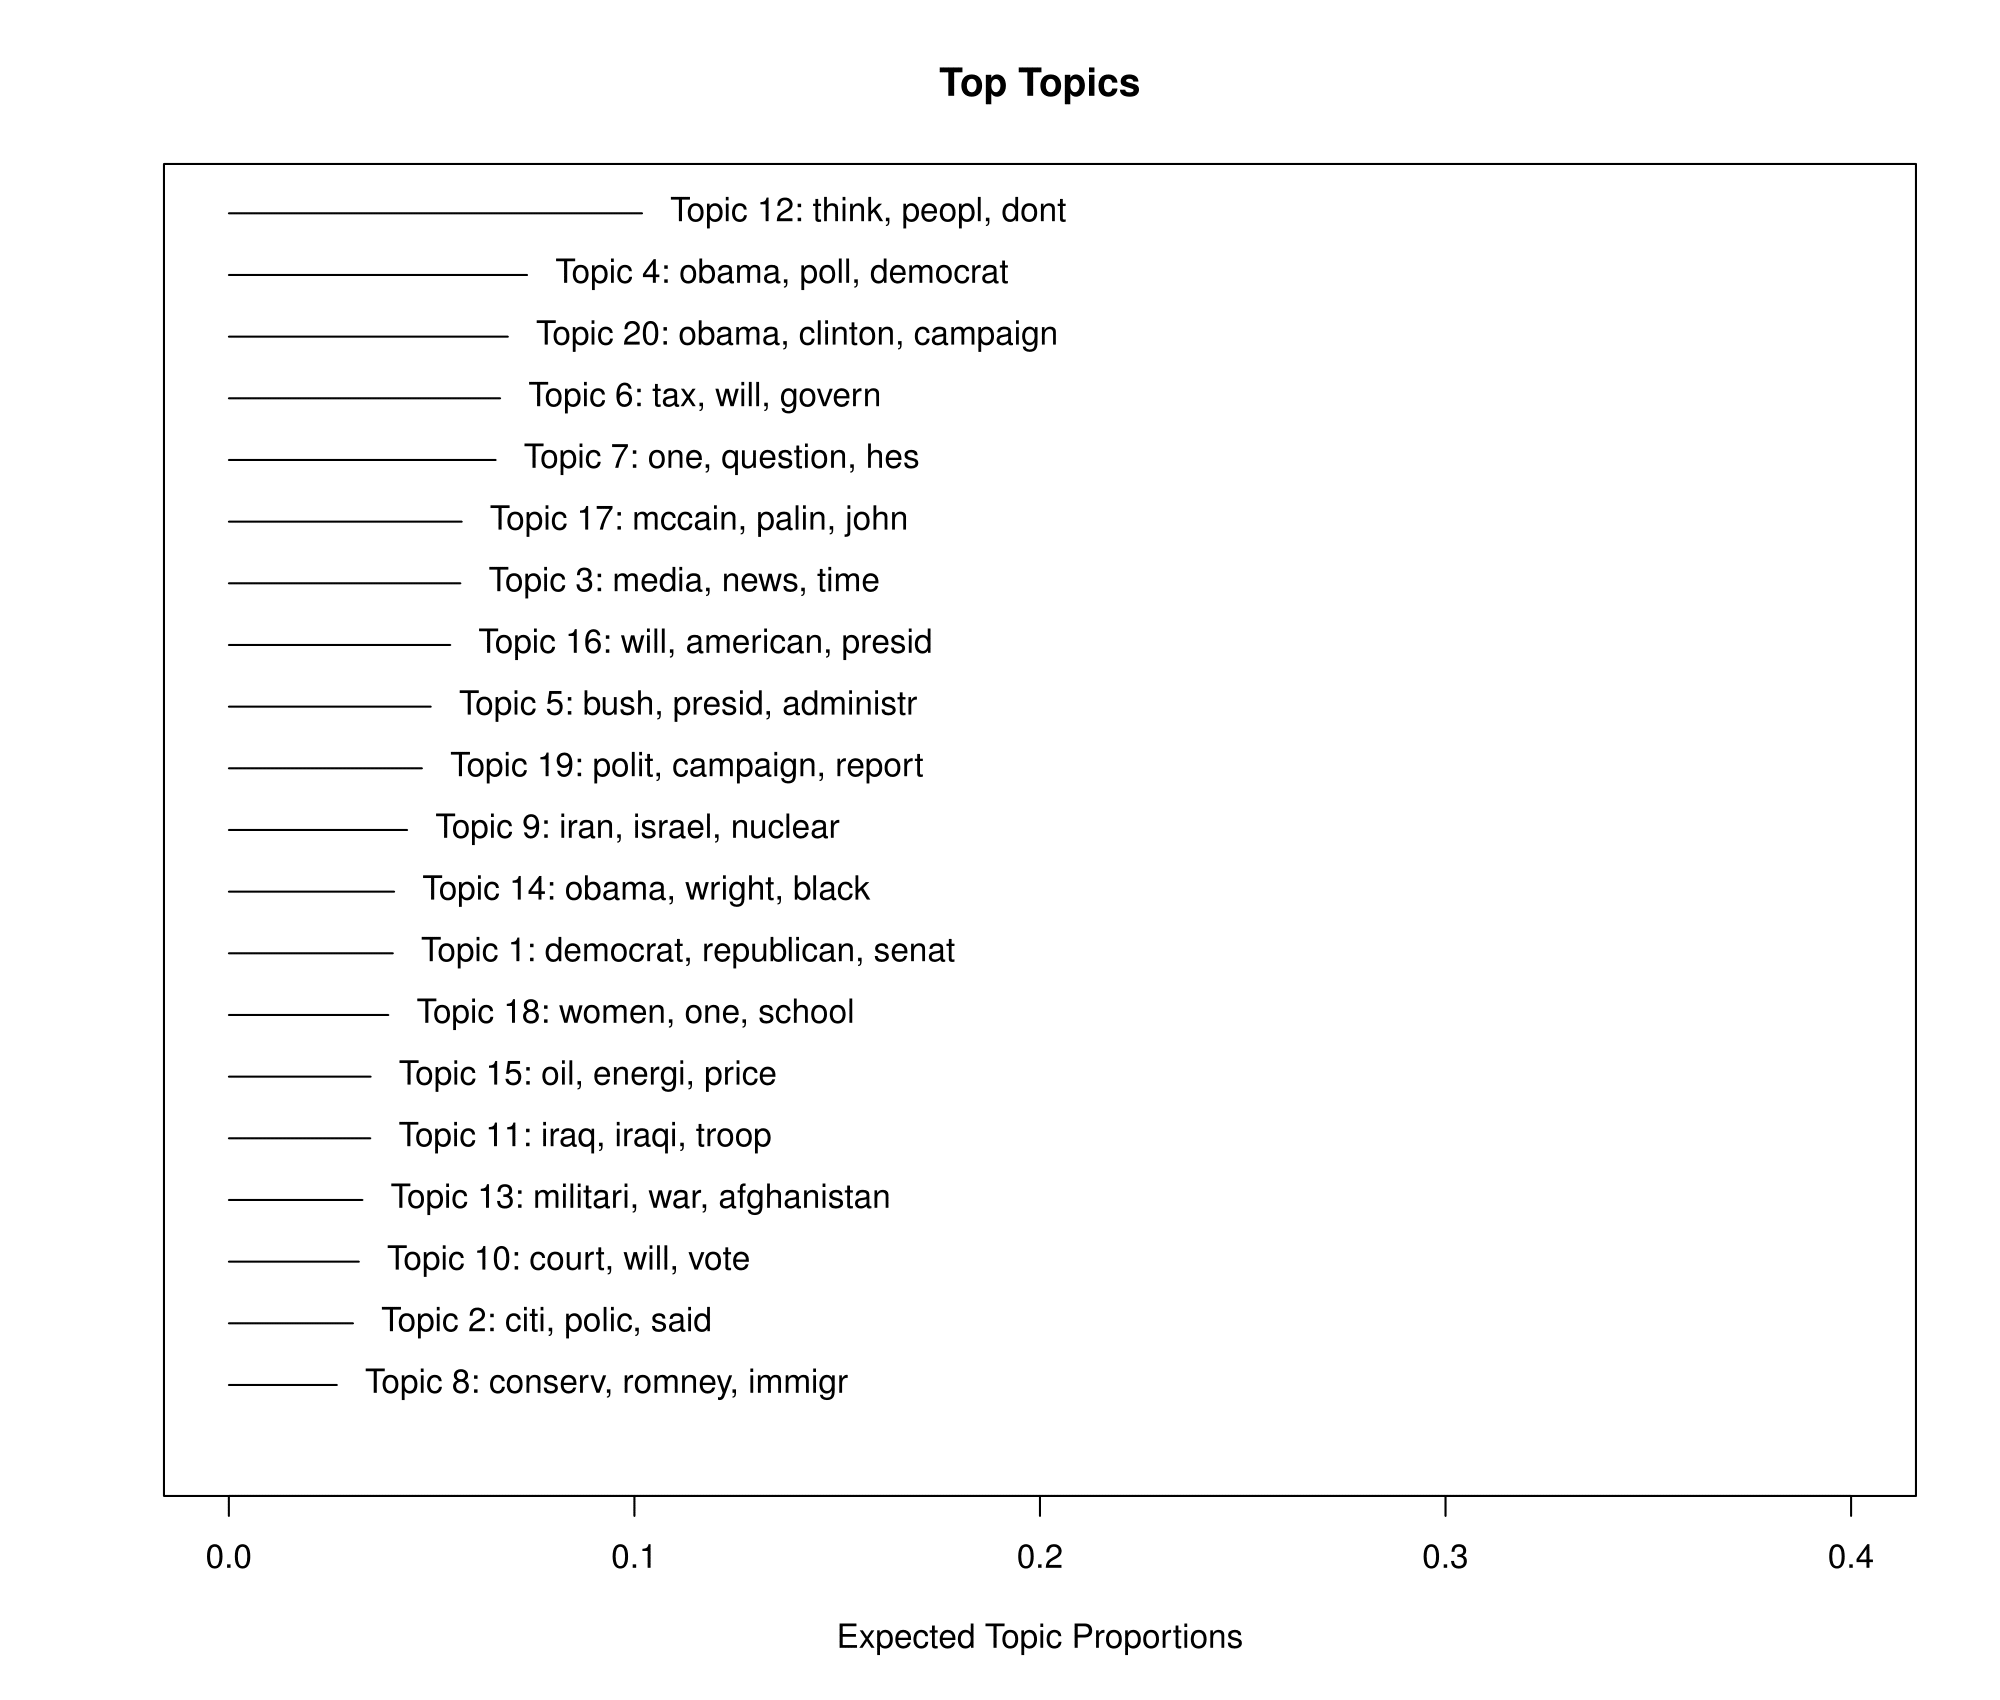 Top Topics
Topic 12: think, peopl, dont
Topic 4: obama, poll, democrat
Topic 20: obama, clinton, campaign
Topic 6: tax, will, govern
Topic 7: one, question, hes
Topic 17: mccain, palin, john
Topic 3: media, news, time
Topic 16: will, american, presid
Topic 5: bush, presid, administr
Topic 19: polit, campaign, report
Topic 9: iran, israel, nuclear
Topic 14: obama, wright, black
Topic 1: democrat, republican, senat
Topic 18: women, one, school
Topic 15: oil, energi, price
Topic 11: iraq, iraqi, troop
Topic 13: militari, war, afghanistan
Topic 10: court, will, vote
Topic 2: citi, polic, said
Topic 8: conserv, romney, immigr
0.0 0.1 0.2 0.3 0.4
Expected Topic Proportions